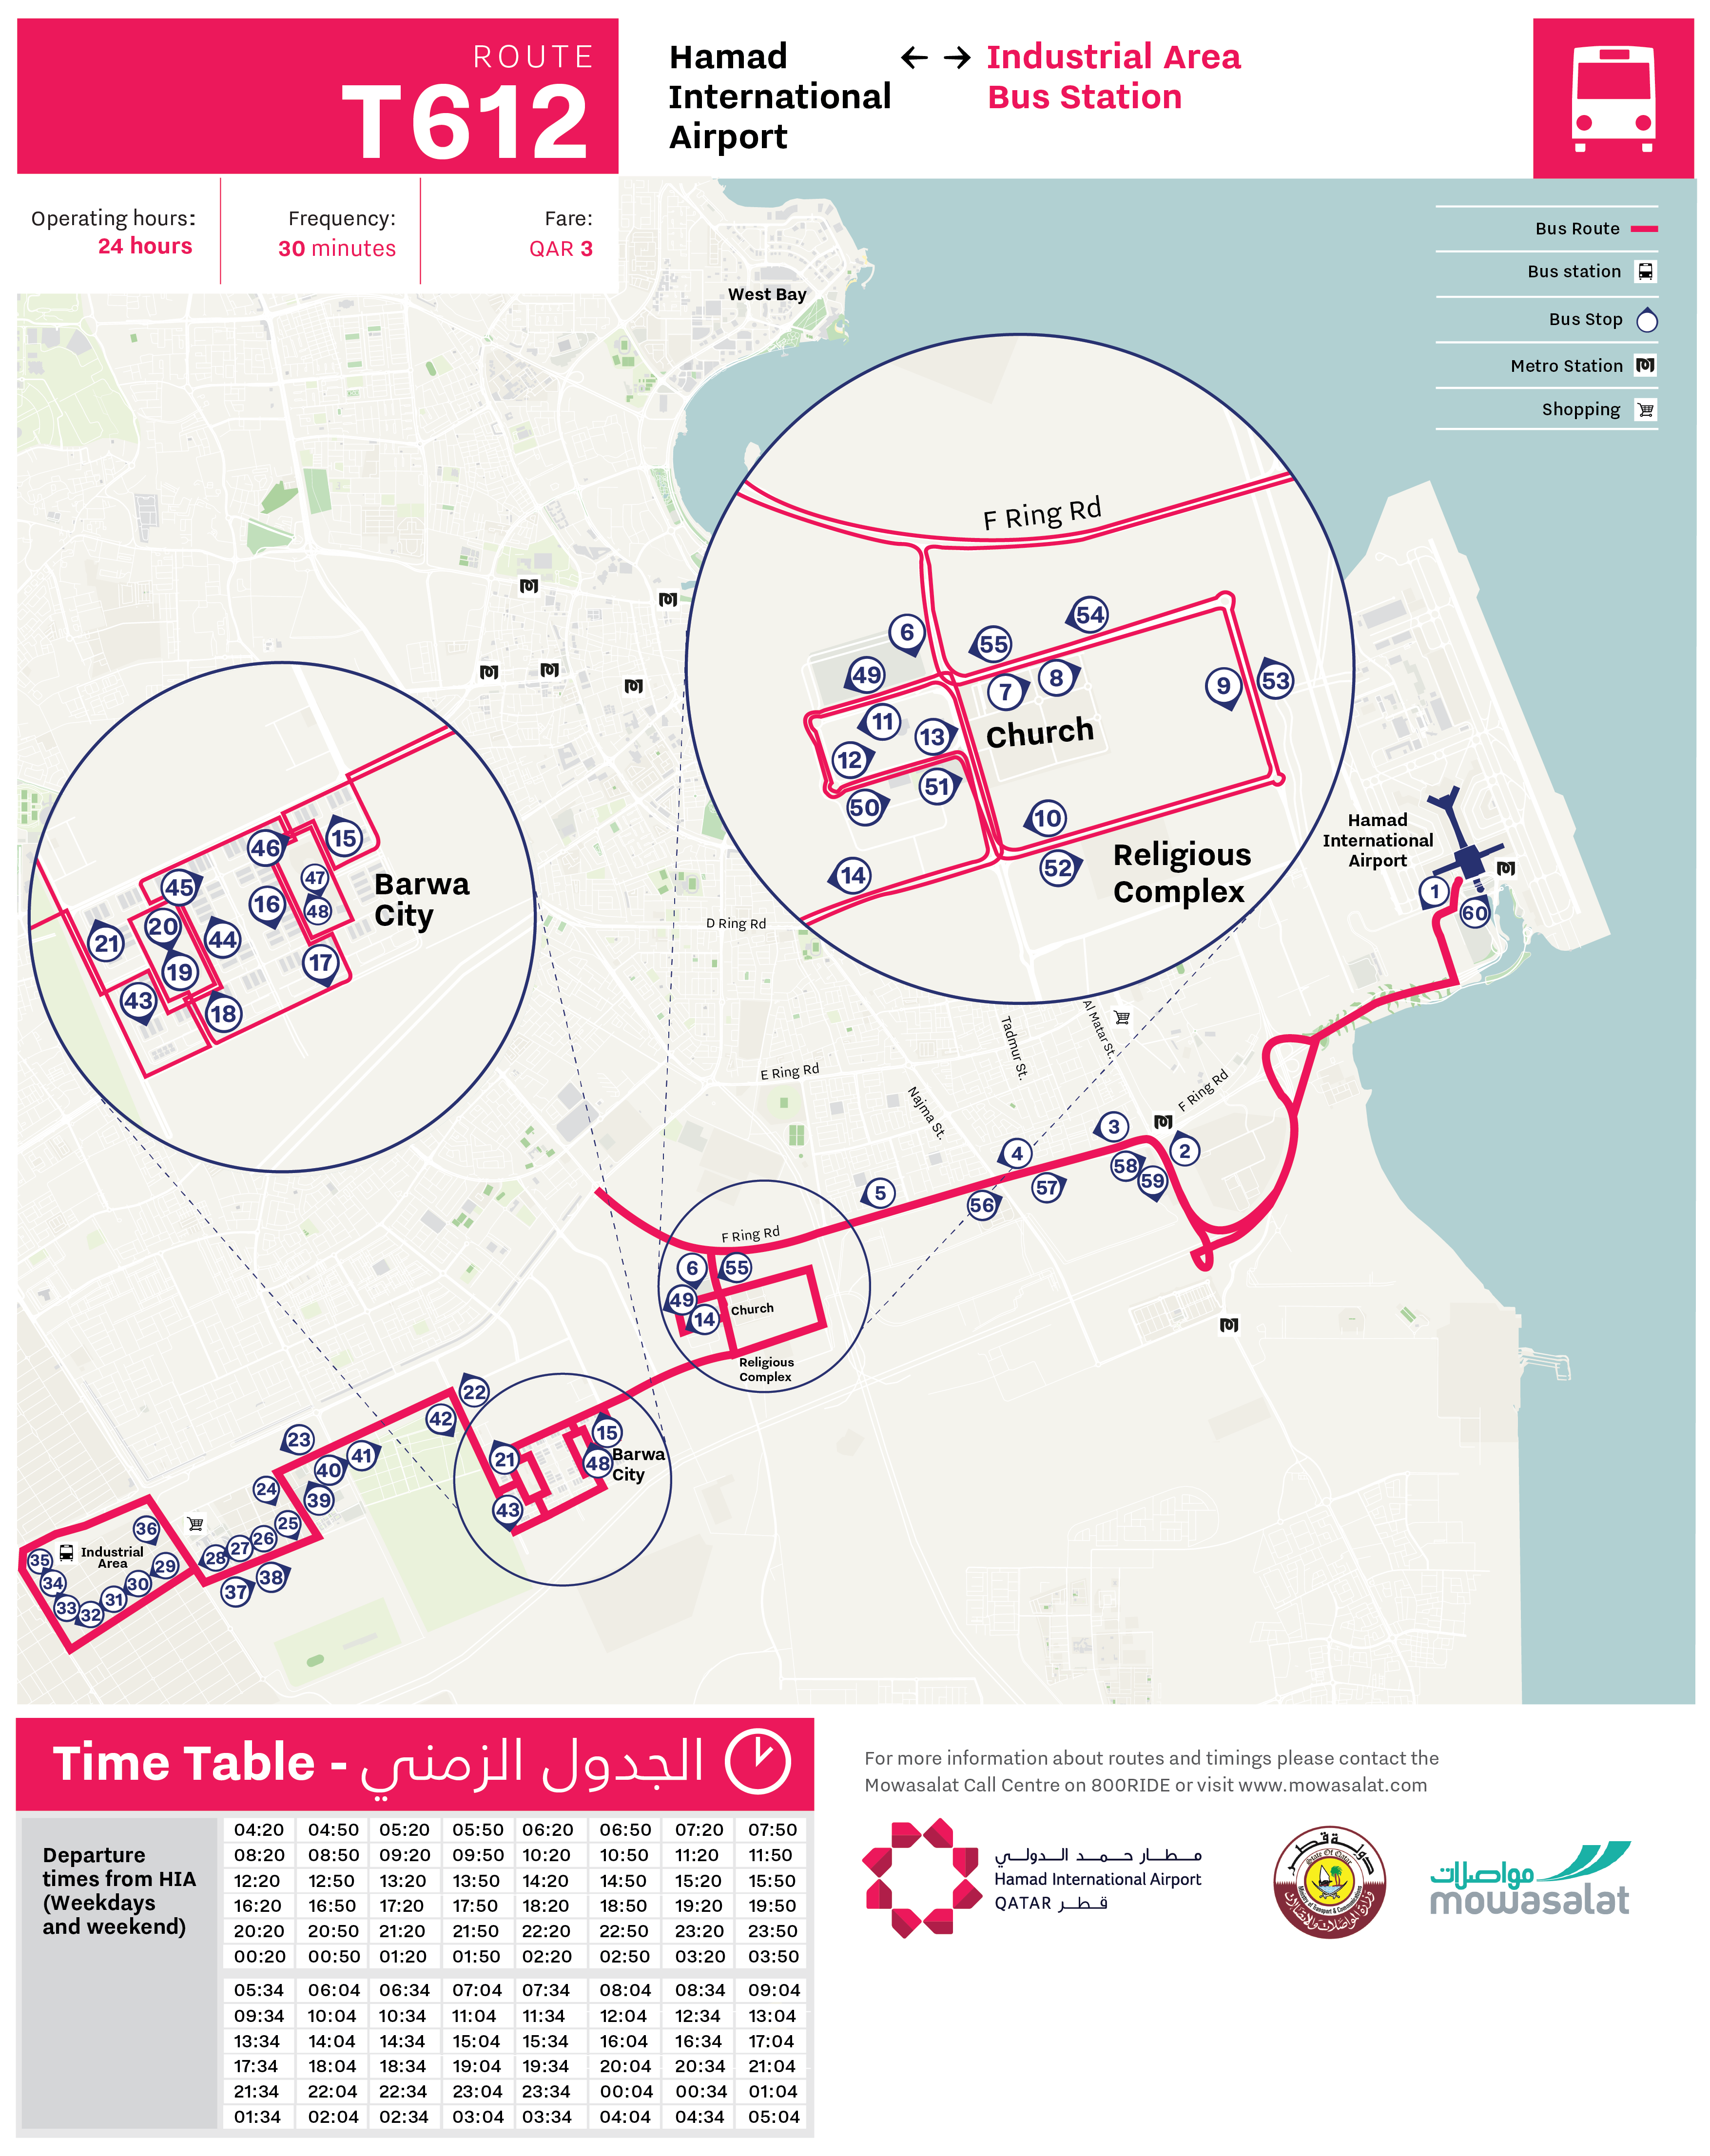 ROUTE
T612
Hamad
International
Airport
Industrial Area
Bus Station
Operating hours:
24 hours
Frequency:
30 minutes
Fare:
QAR 3
Bus Route
Bus station
Bus Stop
Metro Station
Shopping
West Bay
F Ring Rd
54
6
55
49
8
7
9
53
11
13
Church
12
51
50
10
14
52
Religious
Complex
Hamad
International
Airport
1
60
46
15
45
47
48
16
20
44
21
19
17
43
18
Barwa
City
D Ring Rd
E Ring Rd
Najma St.
Tadmur St.
Al Matar St.
F Ring Rd
3
2
4
58
59
57
56
5
F Ring Rd
6
55
49
14
Church
Religious
Complex
22
42
15
21
48
Barwa
City
43
23
41
40
24
39
25
26
27
28
38
37
36
Industrial
Area
35
29
34
30
31
33
32
Time Table - الجدول الزمني
Departure
times from HIA
(Weekdays
and weekend)
04:20 04:50 05:20 05:50 06:20 06:50 07:20 07:50
08:20 08:50 09:20 09:50 10:20 10:50 11:20 11:50
12:20 12:50 13:20 13:50 14:20 14:50 15:20 15:50
16:20 16:50 17:20 17:50 18:20 18:50 19:20 19:50
20:20 20:50 21:20 21:50 22:20 22:50 23:20 23:50
00:20 00:50 01:20 01:50 02:20 02:50 03:20 03:50
05:34 06:04 06:34 07:04 07:34 08:04 08:34 09:04
09:34 10:04 10:34 11:04 11:34 12:04 12:34 13:04
13:34 14:04 14:34 15:04 15:34 16:04 16:34 17:04
17:34 18:04 18:34 19:04 19:34 20:04 20:34 21:04
21:34 22:04 22:34 23:04 23:34 00:04 00:34 01:04
01:34 02:04 02:34 03:04 03:34 04:04 04:34 05:04
For more information about routes and timings please contact the
Mowasalat Call Centre on 800RIDE or visit www.mowasalat.com
مطار حمد الدولي
Hamad International Airport
QATAR قطر
دولة قطر
State Of Qatar
Ministry of Transport & Communications
وزارة المواصلات والاتصالات
مواصلات
mowasalat